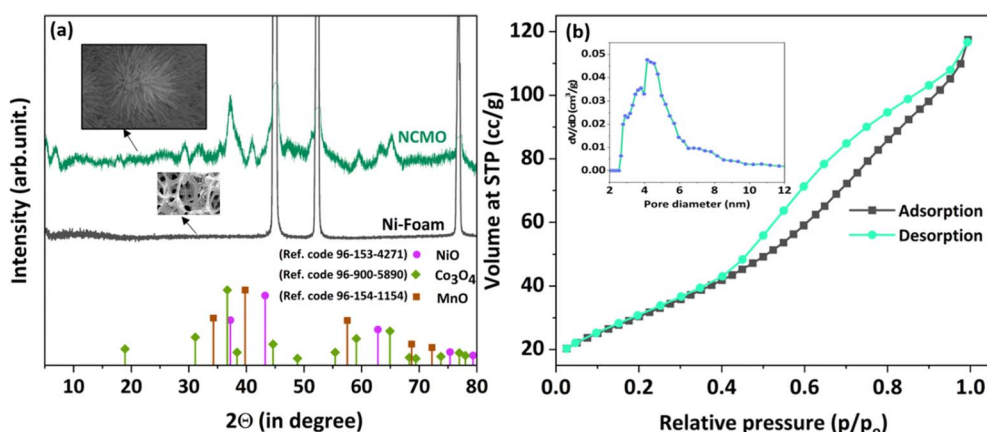 (a)
NCMO
Ni-Foam
(Ref. code 96-153-4271) NiO
(Ref. code 96-900-5890) Co₃O₄
(Ref. code 96-154-1154) MnO
Intensity (arb.unit.)
10 20 30 40 50 60 70 80
2Θ (in degree)
(b)
0.05
0.04
0.03
0.02
0.01
0.00
dV/dD(cm³/g)
2 4 6 8 10 12
Pore diameter (nm)
Adsorption
Desorption
120
100
80
60
40
20
Volume at STP (cc/g)
0.0 0.2 0.4 0.6 0.8 1.0
Relative pressure (p/pₒ)